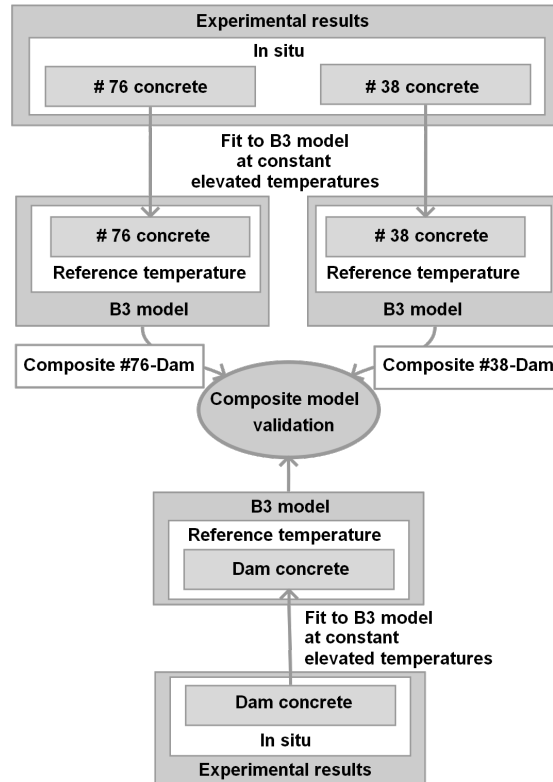 Experimental results
In situ
# 76 concrete
# 38 concrete
Fit to B3 model
at constant
elevated temperatures
# 76 concrete
Reference temperature
B3 model
# 38 concrete
Reference temperature
B3 model
Composite #76-Dam
Composite #38-Dam
Composite model
validation
B3 model
Reference temperature
Dam concrete
Fit to B3 model
at constant
elevated temperatures
Dam concrete
In situ
Experimental results